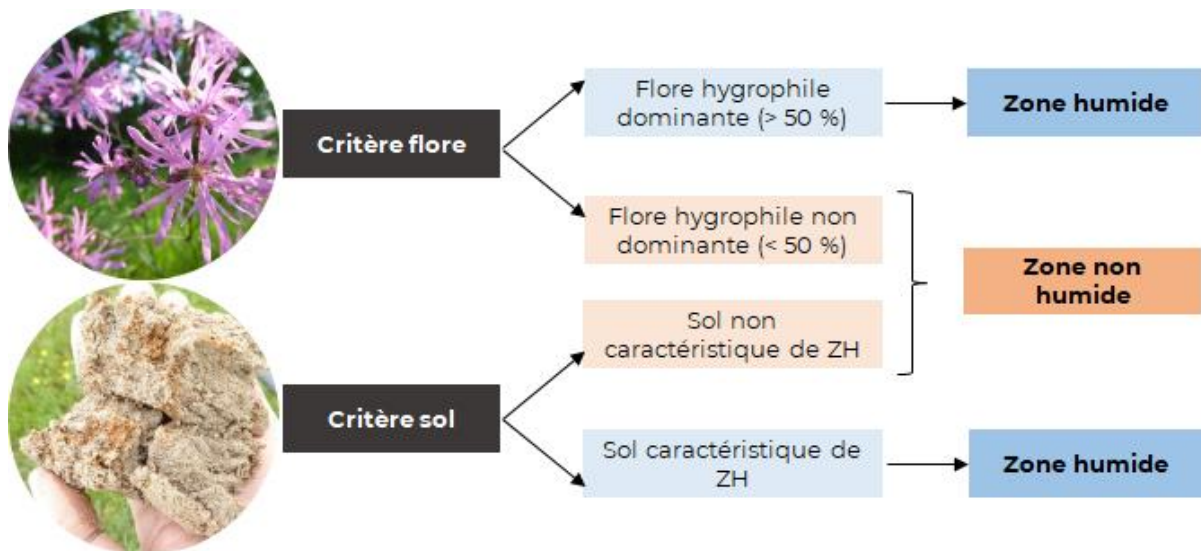 Critère flore
Flore hygrophile
dominante (> 50 %)
Zone humide
Flore hygrophile non
dominante (< 50 %)
Zone non
humide
Sol non
caractéristique de ZH
Critère sol
Sol caractéristique de
ZH
Zone humide